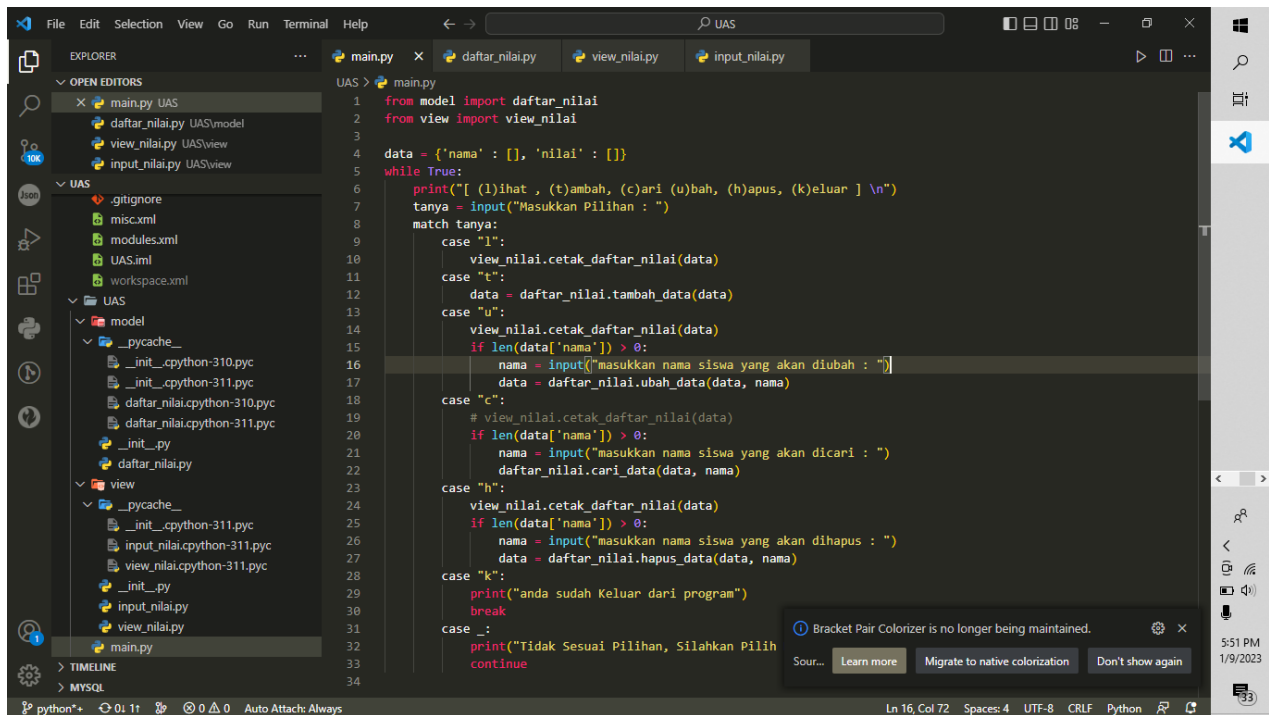 File Edit Selection View Go Run Terminal Help
UAS
EXPLORER
main.py
daftar_nilai.py
view_nilai.py
input_nilai.py
OPEN EDITORS
main.py UAS
daftar_nilai.py UAS\model
view_nilai.py UAS\view
input_nilai.py UAS\view
UAS
.gitignore
misc.xml
modules.xml
UAS.iml
workspace.xml
UAS
model
__pycache__
__init__.cpython-310.pyc
__init__.cpython-311.pyc
daftar_nilai.cpython-310.pyc
daftar_nilai.cpython-311.pyc
__init__.py
daftar_nilai.py
view
__pycache__
__init__.cpython-311.pyc
input_nilai.cpython-311.pyc
view_nilai.cpython-311.pyc
__init__.py
input_nilai.py
view_nilai.py
main.py
TIMELINE
MYSQL
10K
Json
1
UAS > main.py
1 from model import daftar_nilai
2 from view import view_nilai
3
4 data = {'nama' : [], 'nilai' : []}
5 while True:
6 print("[ (l)ihat , (t)ambah, (c)ari (u)bah, (h)apus, (k)eluar ] \n")
7 tanya = input("Masukkan Pilihan : ")
8 match tanya:
9 case "l":
10 view_nilai.cetak_daftar_nilai(data)
11 case "t":
12 data = daftar_nilai.tambah_data(data)
13 case "u":
14 view_nilai.cetak_daftar_nilai(data)
15 if len(data['nama']) > 0:
16 nama = input("masukkan nama siswa yang akan diubah : ")
17 data = daftar_nilai.ubah_data(data, nama)
18 case "c":
19 # view_nilai.cetak_daftar_nilai(data)
20 if len(data['nama']) > 0:
21 nama = input("masukkan nama siswa yang akan dicari : ")
22 daftar_nilai.cari_data(data, nama)
23 case "h":
24 view_nilai.cetak_daftar_nilai(data)
25 if len(data['nama']) > 0:
26 nama = input("masukkan nama siswa yang akan dihapus : ")
27 data = daftar_nilai.hapus_data(data, nama)
28 case "k":
29 print("anda sudah Keluar dari program")
30 break
31 case _:
32 print("Tidak Sesuai Pilihan, Silahkan Pilih
33 continue
34
Bracket Pair Colorizer is no longer being maintained.
Sour... Learn more Migrate to native colorization Don't show again
python*+ 0↓ 1↑ 0 0 Auto Attach: Always
Ln 16, Col 72 Spaces: 4 UTF-8 CRLF Python
5:51 PM
1/9/2023
33